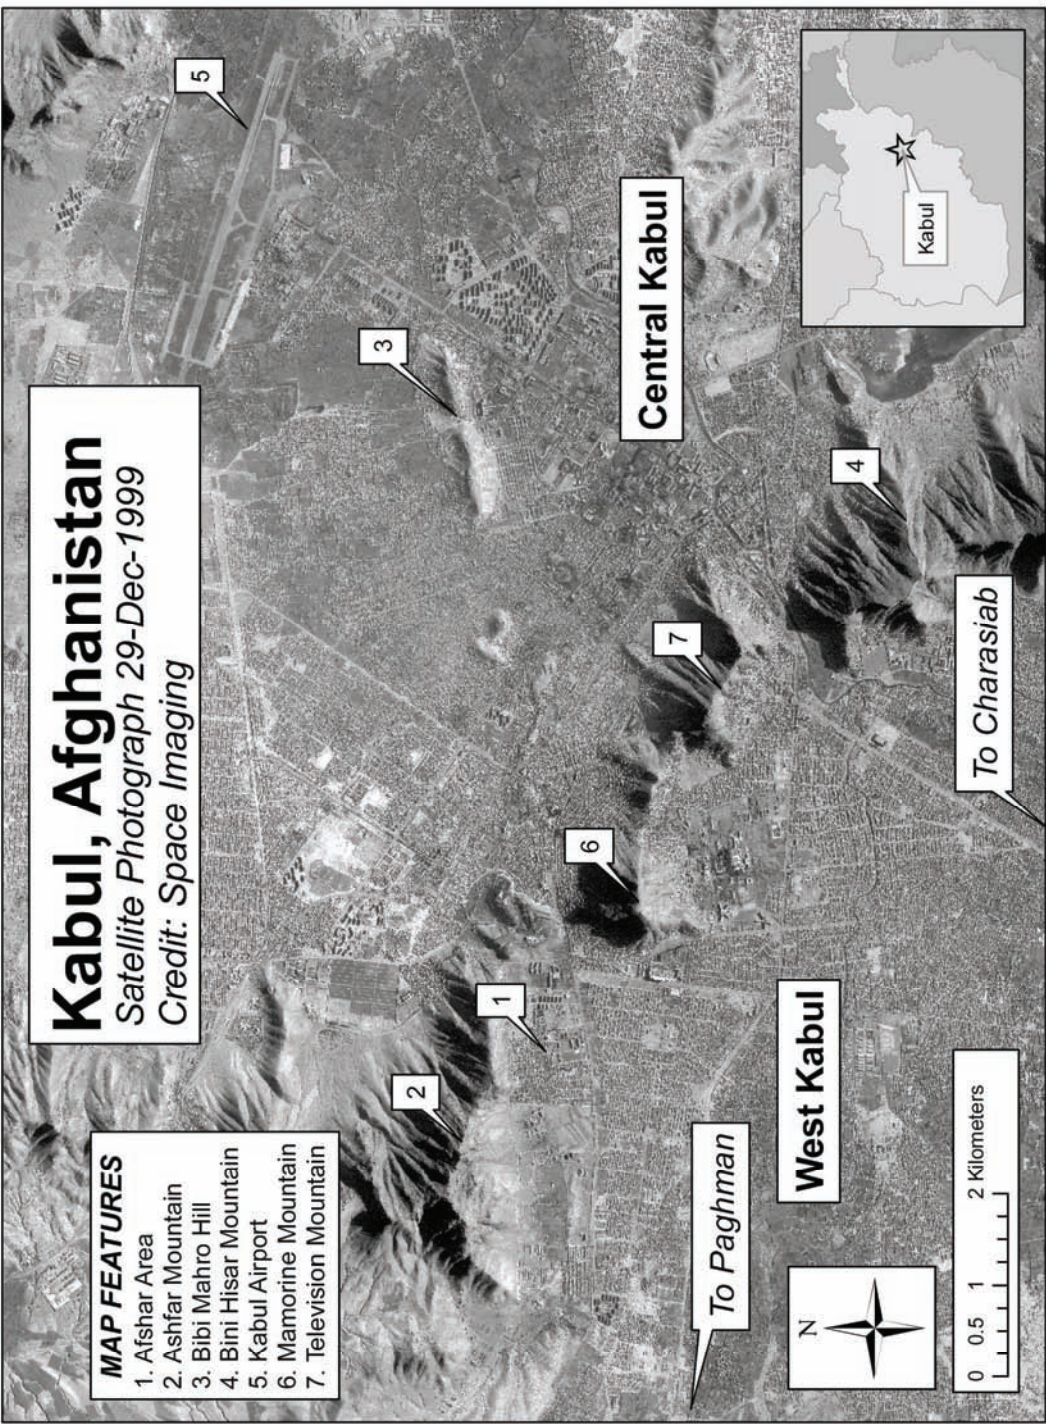 Kabul, Afghanistan
Satellite Photograph 29-Dec-1999
Credit: Space Imaging
MAP FEATURES
1. Afshar Area
2. Ashfar Mountain
3. Bibi Mahro Hill
4. Bini Hisar Mountain
5. Kabul Airport
6. Mamorine Mountain
7. Television Mountain
5
3
2
1
6
7
4
Central Kabul
West Kabul
To Paghman
To Charasiab
Kabul
N
0 0.5 1 2 Kilometers